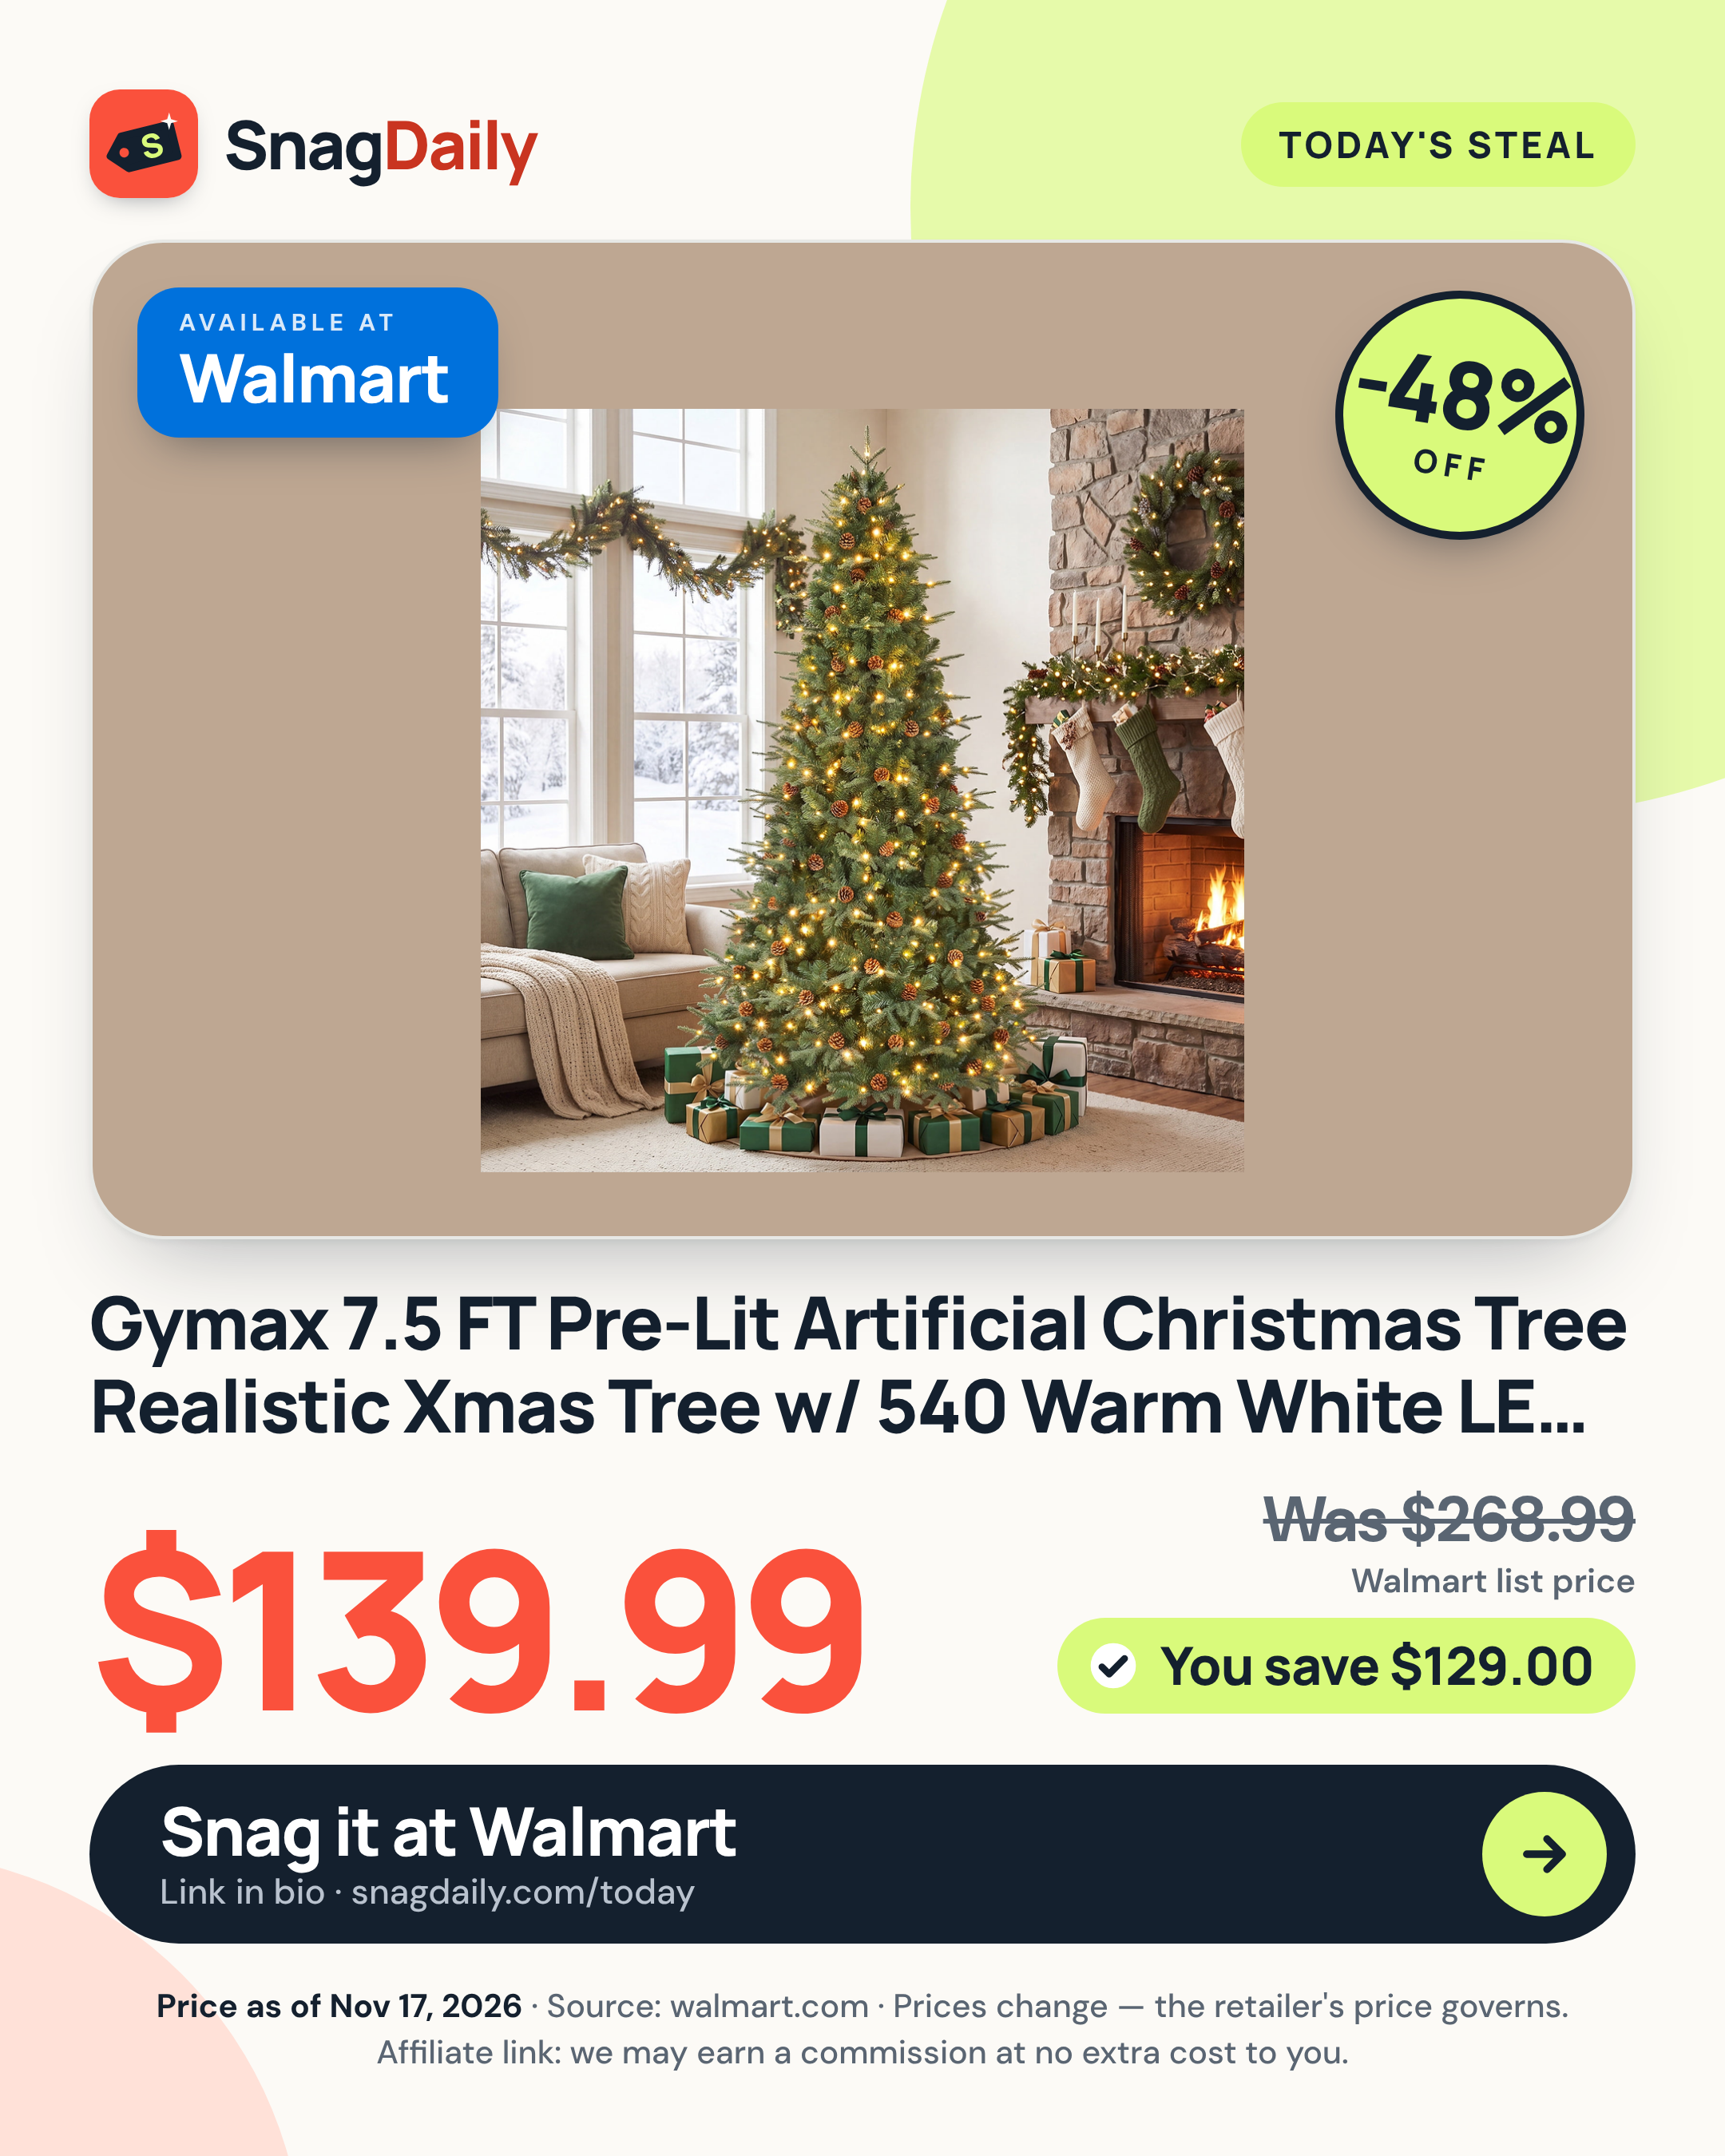 S
SnagDaily
TODAY'S STEAL
AVAILABLE AT
Walmart
-48%
OFF
Gymax 7.5 FT Pre-Lit Artificial Christmas Tree
Realistic Xmas Tree w/ 540 Warm White LE...
$139.99
Was $268.99
Walmart list price
You save $129.00
Snag it at Walmart
Link in bio · snagdaily.com/today
Price as of Nov 17, 2026 · Source: walmart.com · Prices change — the retailer's price governs.
Affiliate link: we may earn a commission at no extra cost to you.